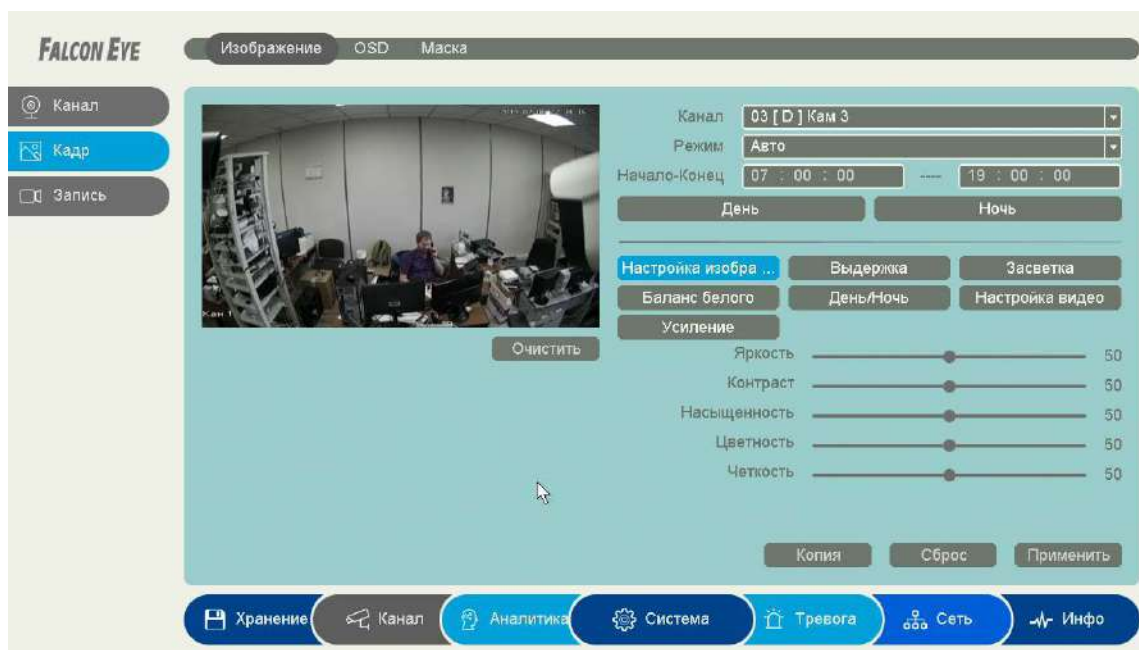 FALCON EYE
Изображение OSD Маска
Канал
Кадр
Запись
Кам 1
Очистить
Канал 03 [ D ] Кам 3
Режим Авто
Начало-Конец 07 : 00 : 00 ---- 19 : 00 : 00
День Ночь
Настройка изобра ... Выдержка Засветка
Баланс белого День/Ночь Настройка видео
Усиление
Яркость 50
Контраст 50
Насыщенность 50
Цветность 50
Четкость 50
Копия Сброс Применить
Хранение Канал Аналитика Система Тревога Сеть Инфо